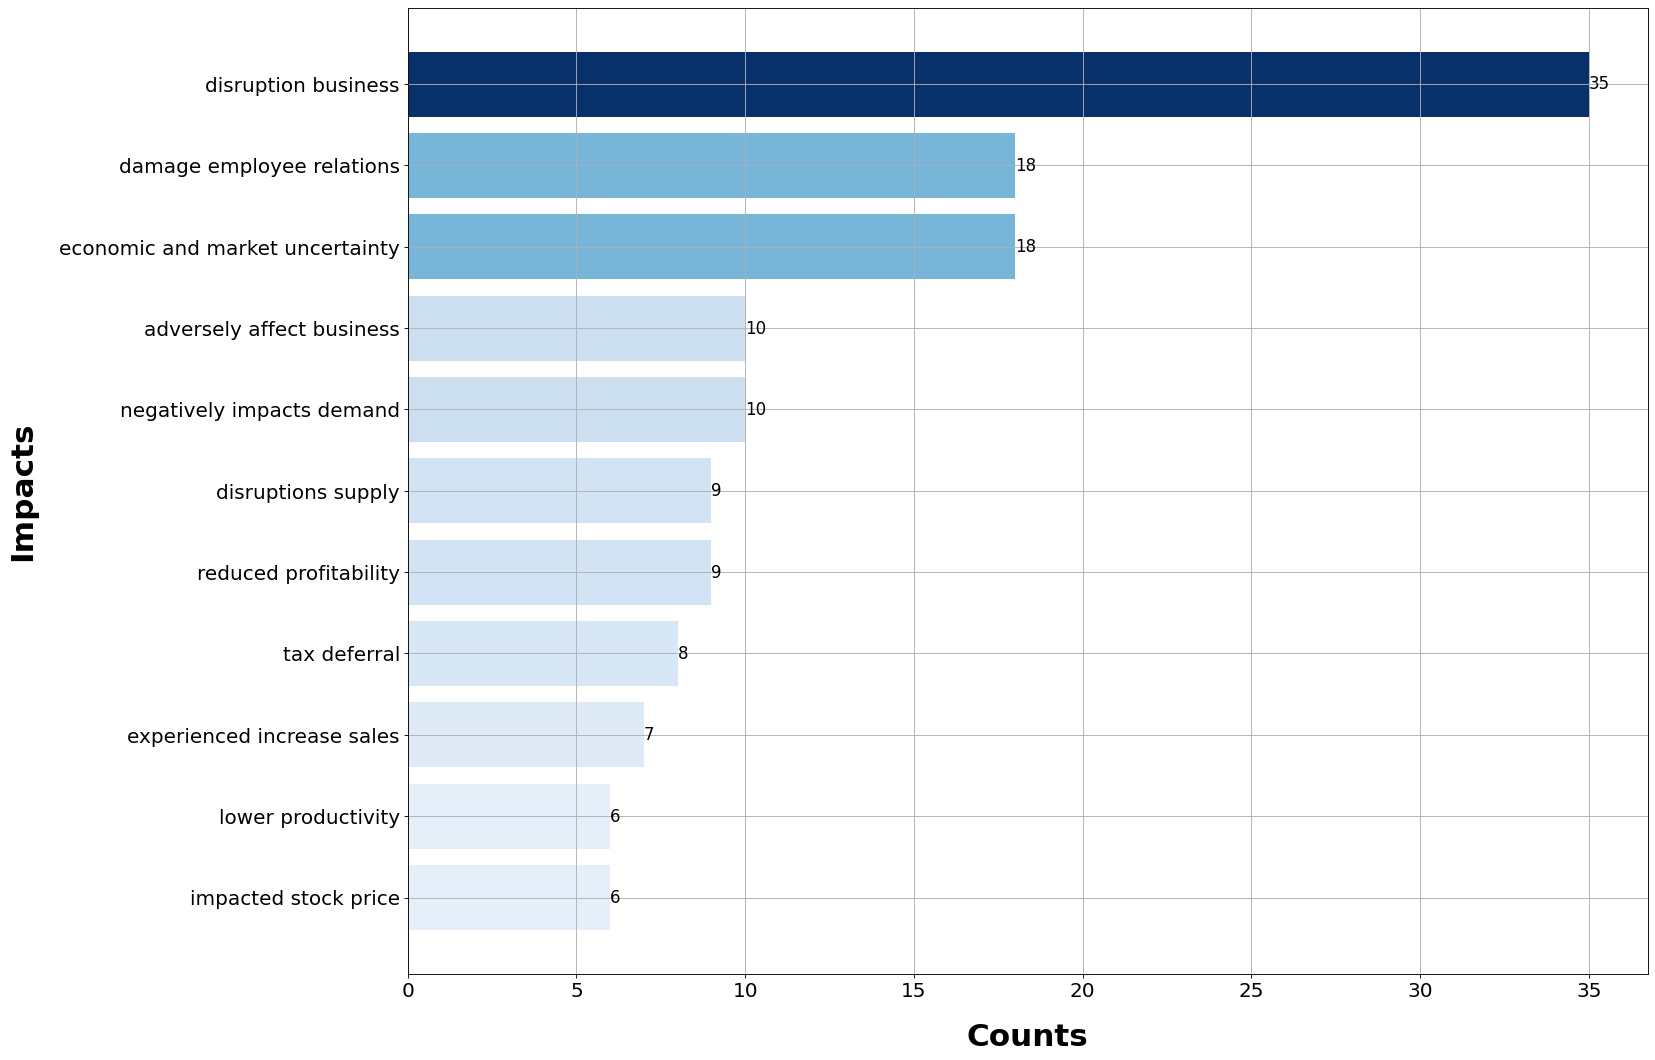 disruption business
35
damage employee relations
18
economic and market uncertainty
18
adversely affect business
10
negatively impacts demand
10
disruptions supply
9
reduced profitability
9
tax deferral
8
experienced increase sales
7
lower productivity
6
impacted stock price
6
Impacts
0 5 10 15 20 25 30 35
Counts